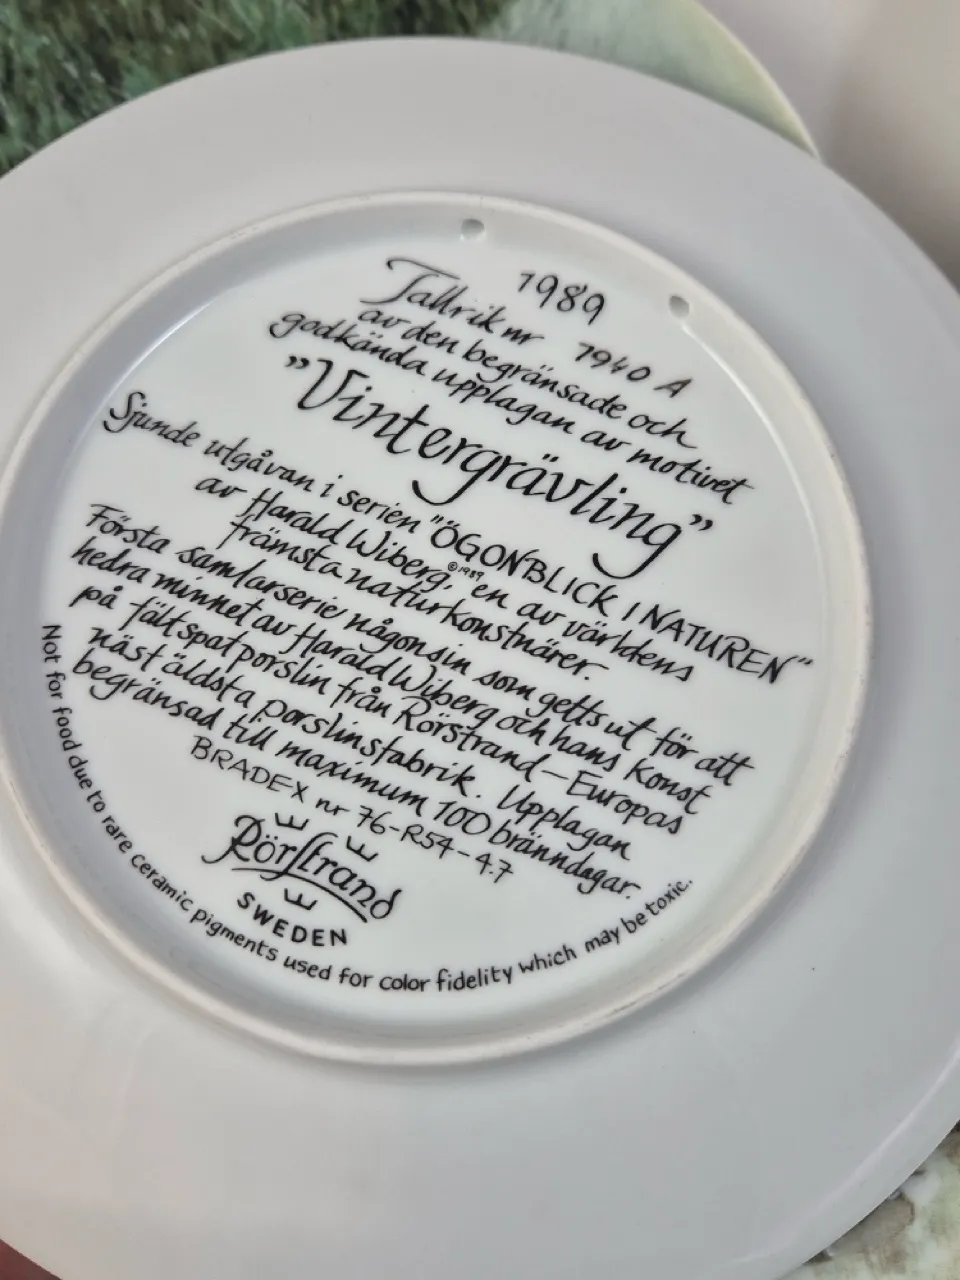 1989
Tallrik nr 1940 A
av den begränsade och
godkända upplagan av motivet
"Vintergrävling"
Sjunde utgåvan i serien "ÖGONBLICK I NATUREN"
av Harald Wiberg, ©1989 en av världens
främsta naturkonstnärer.
Första samlarserie någonsin som getts ut för att
hedra minnet av Harald Wiberg och hans konst
på fältspatporslin från Rörstrand - Europas
näst äldsta porslinsfabrik. Upplagan
begränsad till maximum 100 bränndagar.
BRADEX nr 76-R54-4.7
Rörstrand
SWEDEN
Not for food due to rare ceramic pigments used for color fidelity which may be toxic.